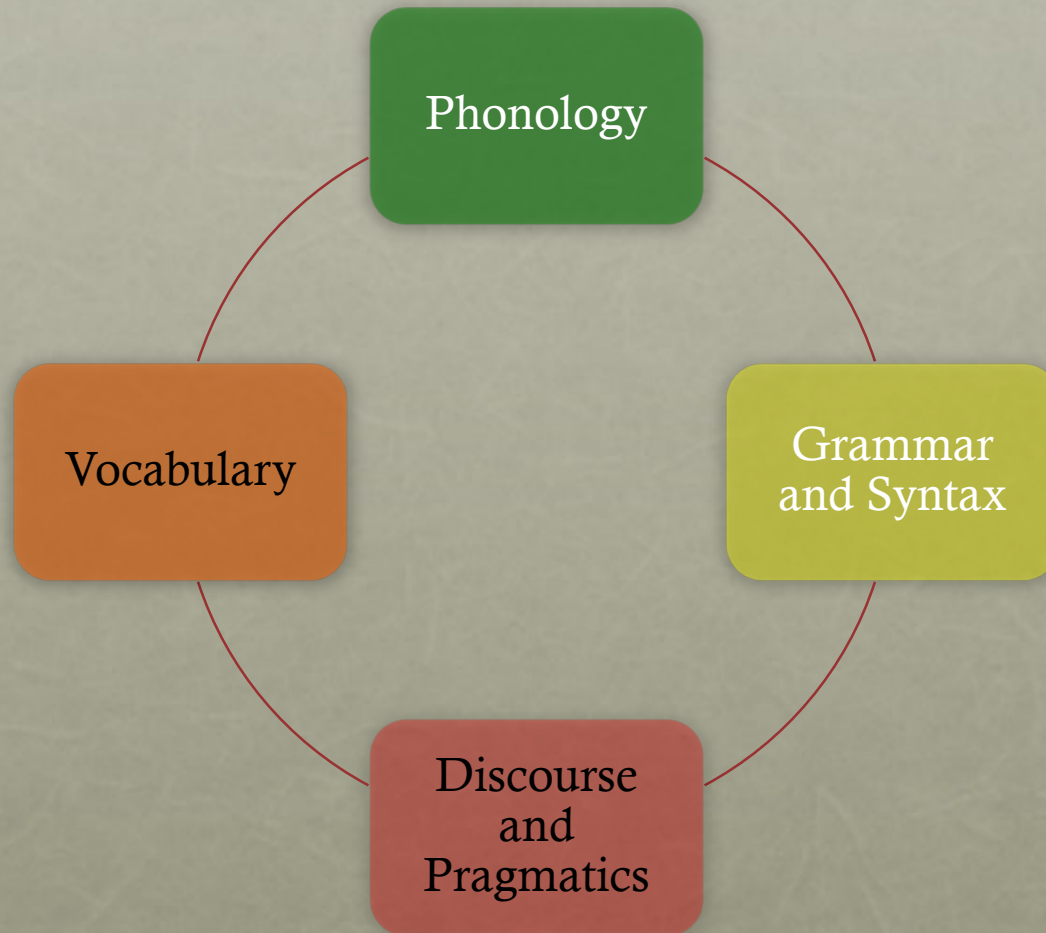 Phonology
Vocabulary
Grammar
and Syntax
Discourse
and
Pragmatics